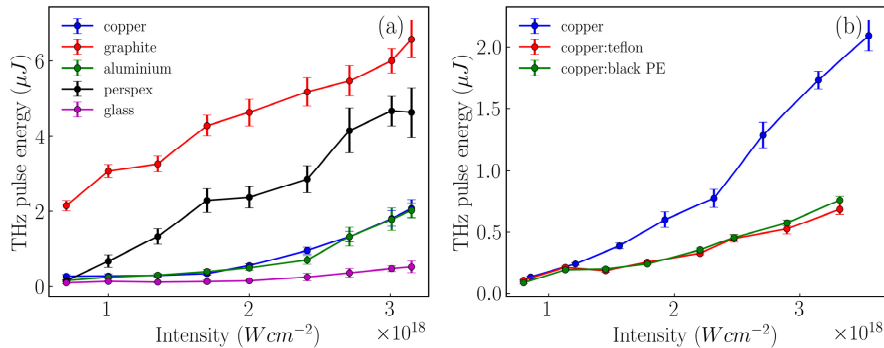 (a)
copper
graphite
aluminium
perspex
glass
THz pulse energy (μJ)
6
4
2
0
1
2
3
Intensity (Wcm⁻²)
×10¹⁸
(b)
copper
copper:teflon
copper:black PE
THz pulse energy (μJ)
2.0
1.5
1.0
0.5
0.0
1
2
3
Intensity (Wcm⁻²)
×10¹⁸